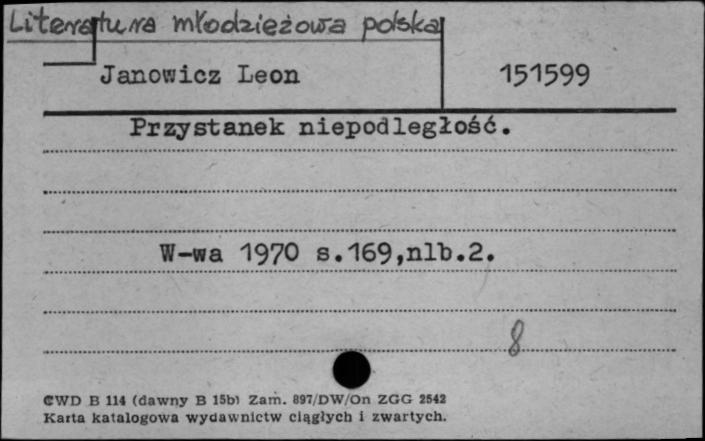 Literatura młodzieżowa polska
Janowicz Leon 151599
Przystanek niepodległość.
W-wa 1970 s.169,nlb.2.
8
CWD B 114 (dawny B 15b) Zam. 897/DW/On ZGG 2542
Karta katalogowa wydawnictw ciągłych i zwartych.